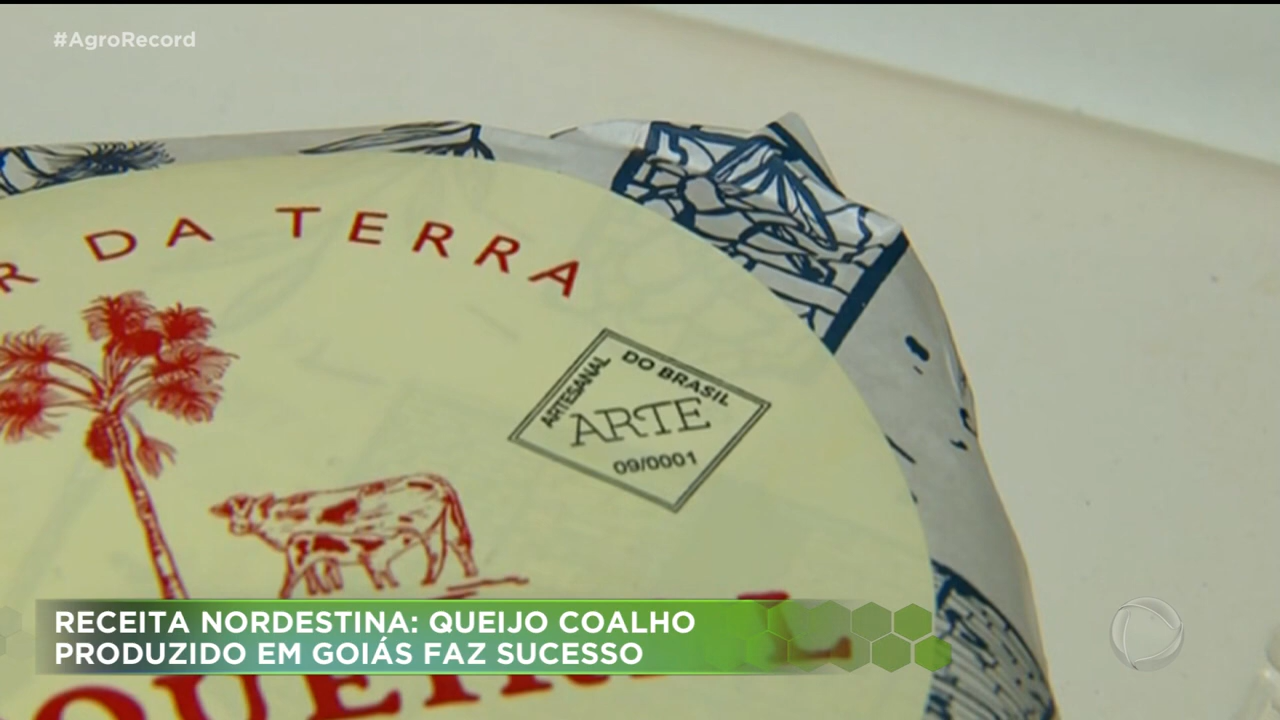 #AgroRecord
DA TERRA
ARTESANAL
DO BRASIL
ARTE
09/0001
RECEITA NORDESTINA: QUEIJO COALHO
PRODUZIDO EM GOIÁS FAZ SUCESSO